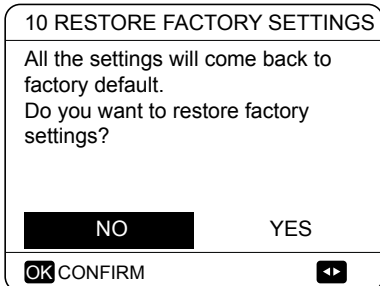 10 RESTORE FACTORY SETTINGS
All the settings will come back to
factory default.
Do you want to restore factory
settings?
NO YES
OK CONFIRM